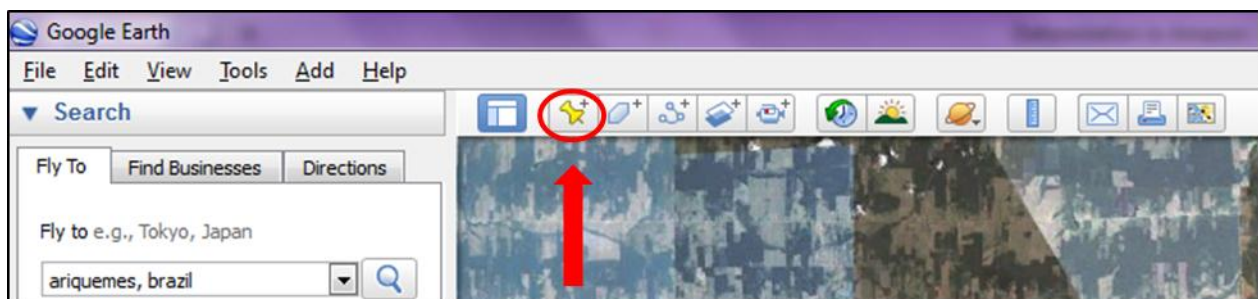 Google Earth
File Edit View Tools Add Help
Search
Fly To Find Businesses Directions
Fly to e.g., Tokyo, Japan
ariquemes, brazil